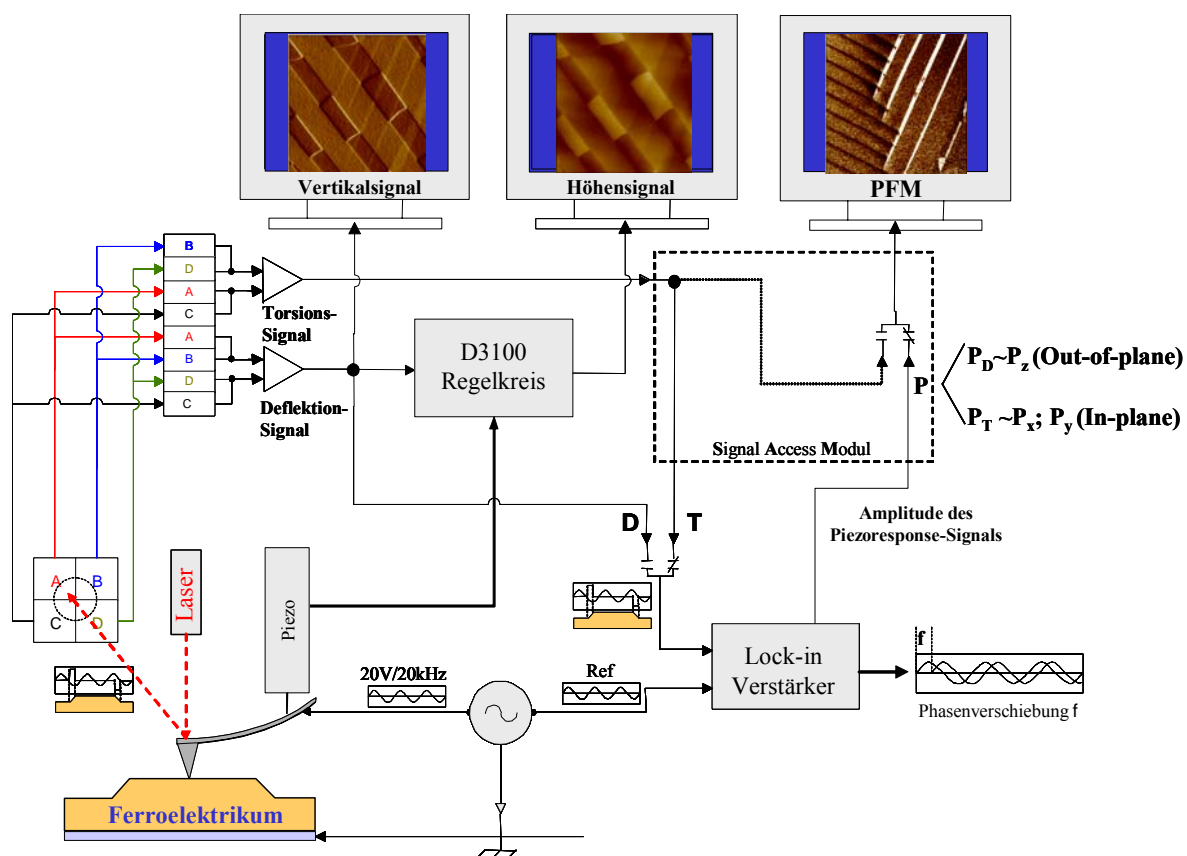 Vertikalsignal
Höhensignal
PFM
B
D
A
C
A
B
D
C
Torsions-
Signal
Deflektion-
Signal
D3100
Regelkreis
P
P_D~P_z (Out-of-plane)
P_T ~P_x; P_y (In-plane)
Signal Access Modul
D
T
Amplitude des
Piezoresponse-Signals
A
B
C
D
Laser
Piezo
20V/20kHz
Ref
Lock-in
Verstärker
f
Phasenverschiebung f
Ferroelektrikum